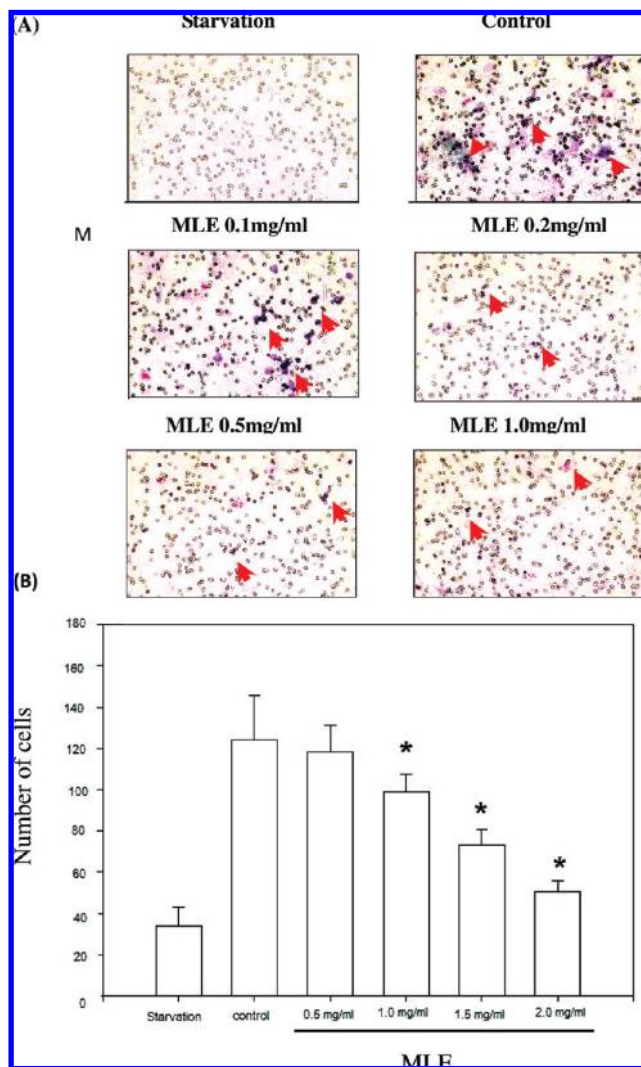 (A)
Starvation Control
M
MLE 0.1mg/ml MLE 0.2mg/ml
MLE 0.5mg/ml MLE 1.0mg/ml
(B)
180
160
140
120
100
80
60
40
20
0
Number of cells
* * *
Starvation control 0.5 mg/ml 1.0 mg/ml 1.5 mg/ml 2.0 mg/ml
MLE